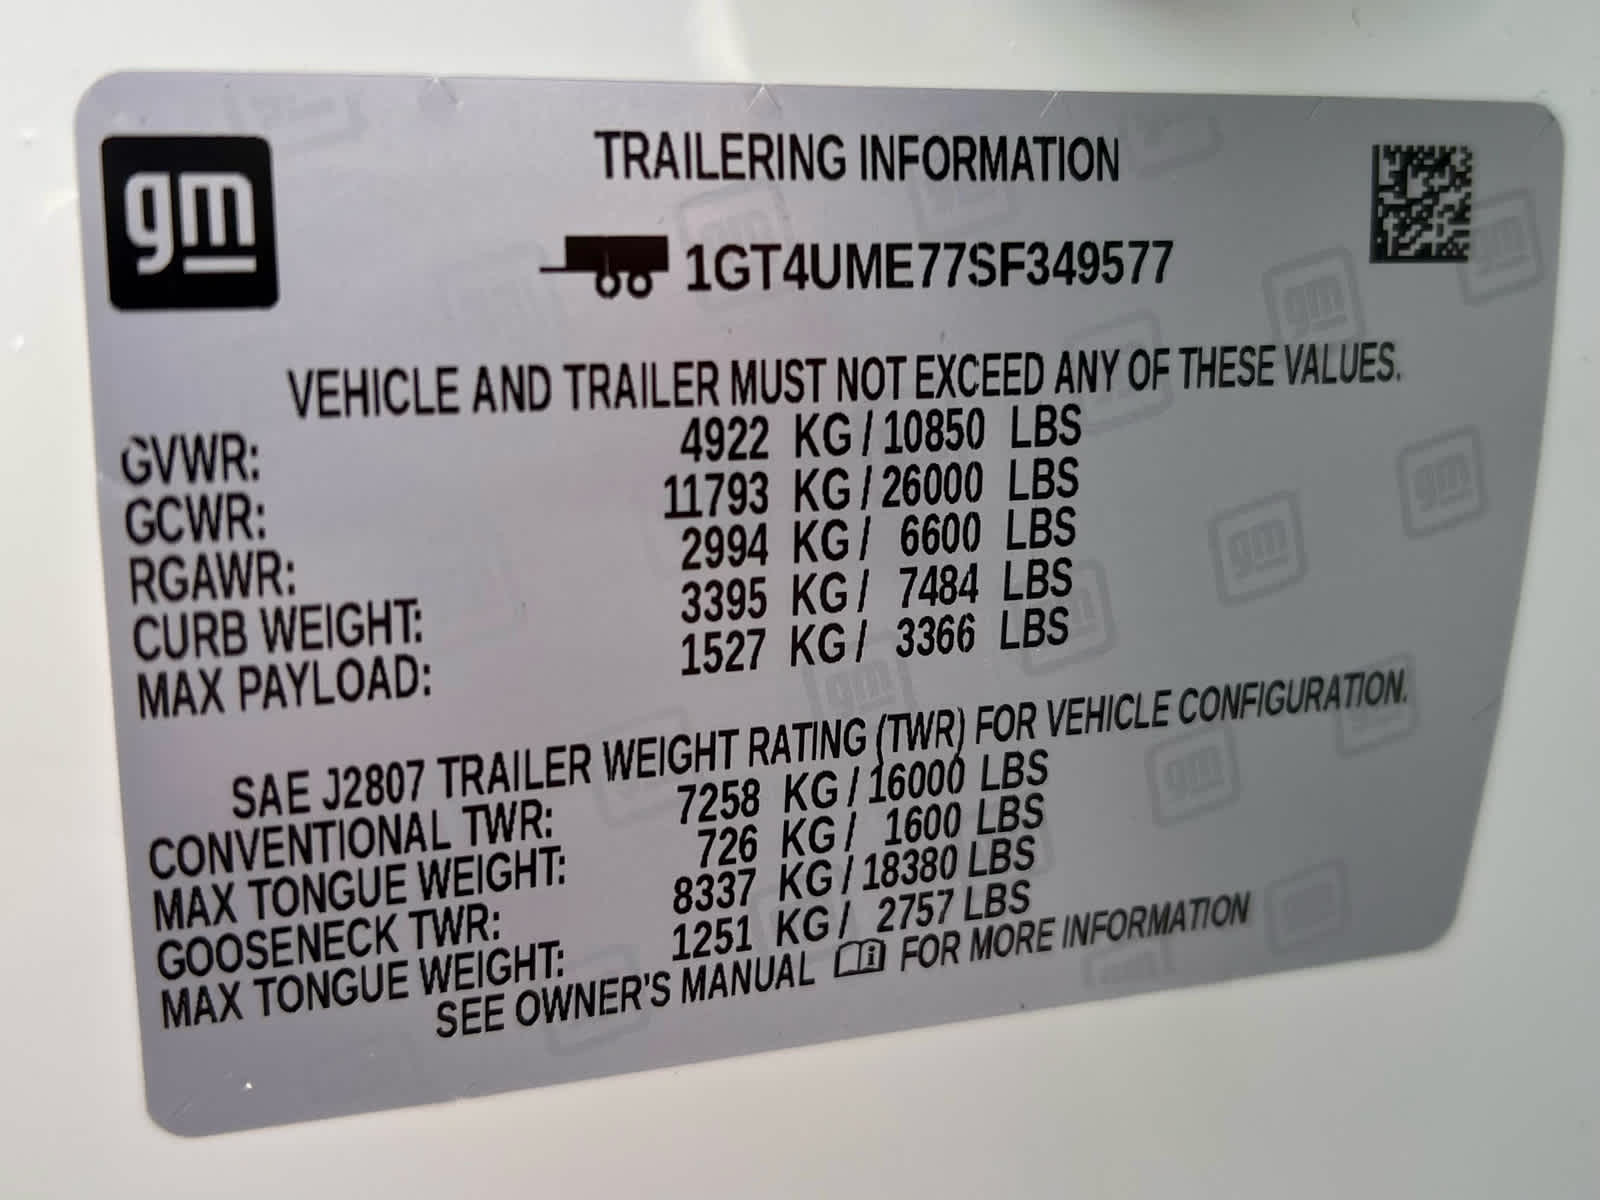 gm
TRAILERING INFORMATION
1GT4UME77SF349577
VEHICLE AND TRAILER MUST NOT EXCEED ANY OF THESE VALUES.
GVWR: 4922 KG / 10850 LBS
GCWR: 11793 KG / 26000 LBS
RGAWR: 2994 KG / 6600 LBS
CURB WEIGHT: 3395 KG / 7484 LBS
MAX PAYLOAD: 1527 KG / 3366 LBS
SAE J2807 TRAILER WEIGHT RATING (TWR) FOR VEHICLE CONFIGURATION.
CONVENTIONAL TWR: 7258 KG / 16000 LBS
MAX TONGUE WEIGHT: 726 KG / 1600 LBS
GOOSENECK TWR: 8337 KG / 18380 LBS
MAX TONGUE WEIGHT: 1251 KG / 2757 LBS
SEE OWNER'S MANUAL FOR MORE INFORMATION